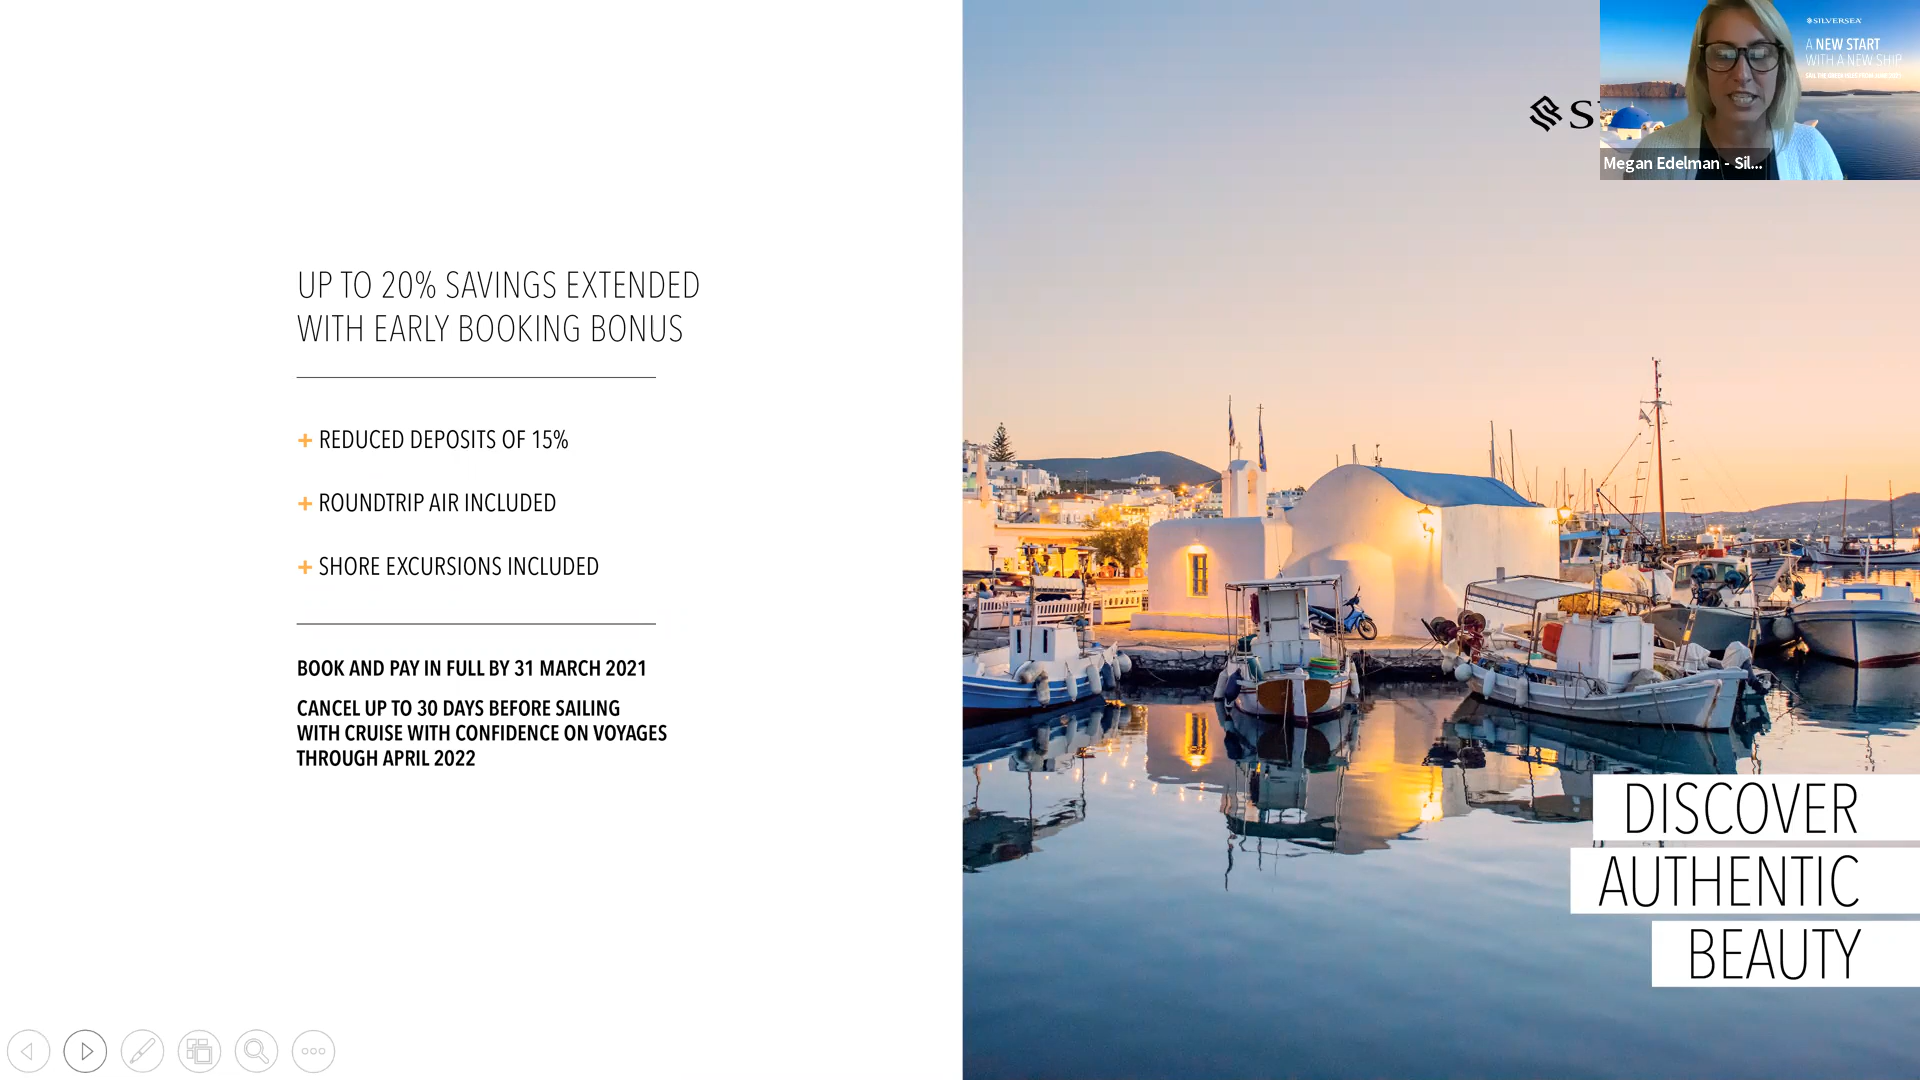 UP TO 20% SAVINGS EXTENDED
WITH EARLY BOOKING BONUS
+ REDUCED DEPOSITS OF 15%
+ ROUNDTRIP AIR INCLUDED
+ SHORE EXCURSIONS INCLUDED
BOOK AND PAY IN FULL BY 31 MARCH 2021
CANCEL UP TO 30 DAYS BEFORE SAILING
WITH CRUISE WITH CONFIDENCE ON VOYAGES
THROUGH APRIL 2022
SILVERSEA
A NEW START
WITH A NEW SHIP
Megan Edelman - Sil...
S
DISCOVER
AUTHENTIC
BEAUTY